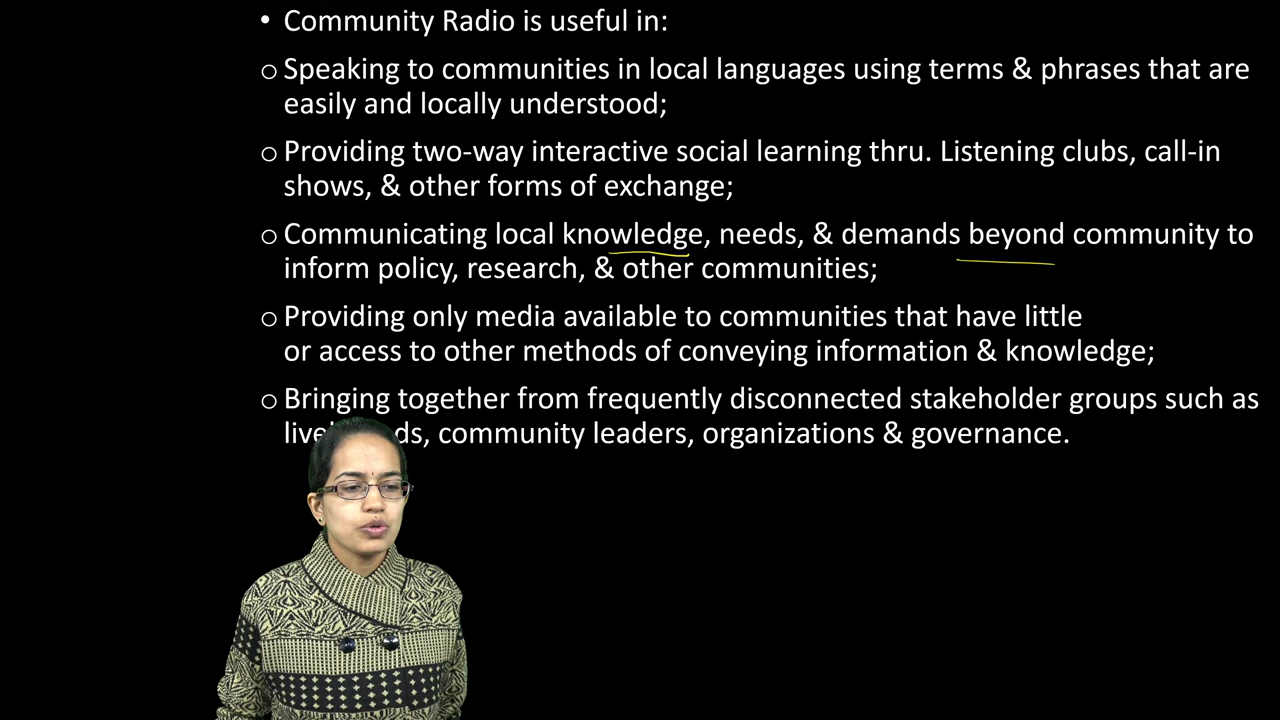 • Community Radio is useful in:
o Speaking to communities in local languages using terms & phrases that are
easily and locally understood;
o Providing two-way interactive social learning thru. Listening clubs, call-in
shows, & other forms of exchange;
o Communicating local knowledge, needs, & demands beyond community to
inform policy, research, & other communities;
o Providing only media available to communities that have little
or access to other methods of conveying information & knowledge;
o Bringing together from frequently disconnected stakeholder groups such as
community leaders, organizations & governance.